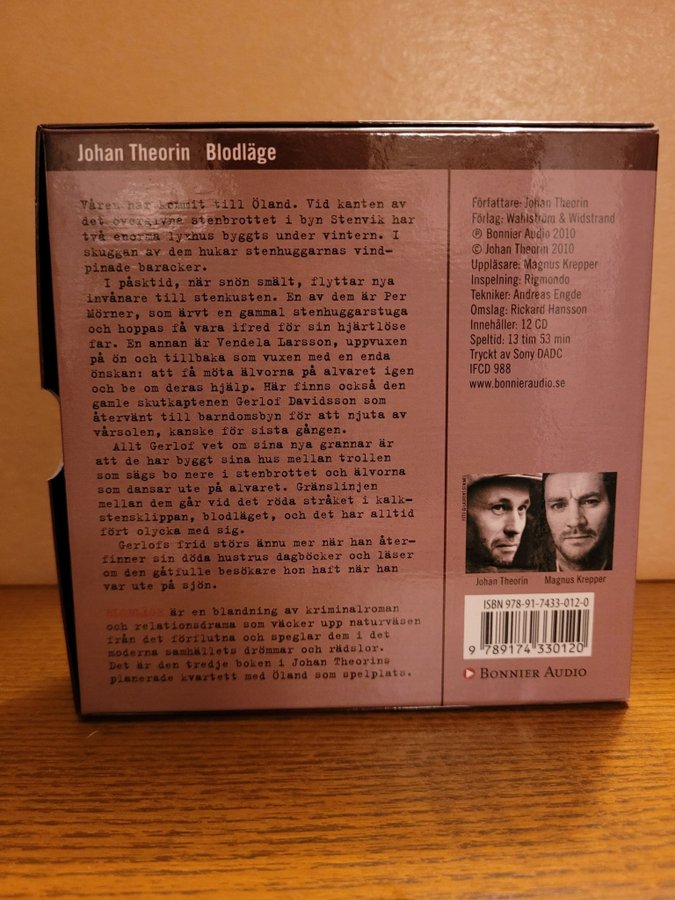 Johan Theorin Blodläge
Våren har kommit till Öland. Vid kanten av
det övergivna stenbrottet i byn Stenvik har
två enorma lyxhus byggts under vintern. I
skuggan av dem hukar stenhuggarnas vind-
pinade baracker.
I påsktid, när snön smält, flyttar nya
invånare till stenkusten. En av dem är Per
Mörner, som ärvt en gammal stenhuggarstuga
och hoppas få vara ifred för sin hjärtlöse
far. En annan är Vendela Larsson, uppvuxen
på ön och tillbaka som vuxen med en enda
önskan: att få möta älvorna på alvaret igen
och be om deras hjälp. Här finns också den
gamle skutkaptenen Gerlof Davidsson som
återvänt till barndomsbyn för att njuta av
vårsolen, kanske för sista gången.
Allt Gerlof vet om sina nya grannar är
att de har byggt sina hus mellan trollen
som sägs bo nere i stenbrottet och älvorna
som dansar ute på alvaret. Gränslinjen
mellan dem går vid det röda stråket i kalk-
stensklippan, blodläget, och det har alltid
fört olycka med sig.
Gerlofs frid störs ännu mer när han åter-
finner sin döda hustrus dagböcker och läser
om den gåtfulle besökare hon haft när han
var ute på sjön.
BLODLÄGE är en blandning av kriminalroman
och relationsdrama som väcker upp naturväsen
från det förflutna och speglar dem i det
moderna samhällets drömmar och rädslor.
Det är den tredje boken i Johan Theorins
planerade kvartett med Öland som spelplats.
Författare: Johan Theorin
Förlag: Wahlström & Widstrand
℗ Bonnier Audio 2010
© Johan Theorin 2010
Uppläsare: Magnus Krepper
Inspelning: Rigmondo
Tekniker: Andreas Engde
Omslag: Rickard Hansson
Innehåller: 12 CD
Speltid: 13 tim 53 min
Tryckt av Sony DADC
IFCD 988
www.bonnieraudio.se
Johan Theorin Magnus Krepper
ISBN 978-91-7433-012-0
9 789174 330120
BONNIER AUDIO